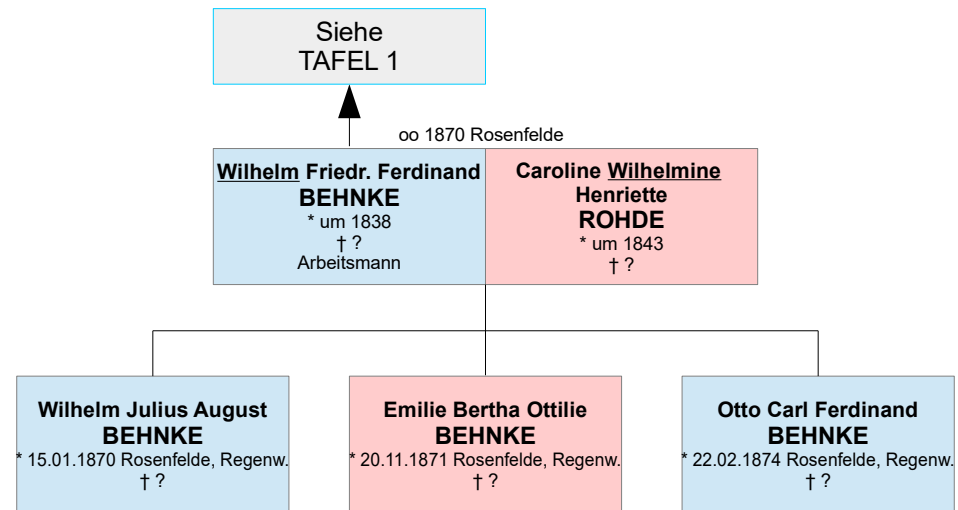 Siehe
TAFEL 1
oo 1870 Rosenfelde
Wilhelm Friedr. Ferdinand
BEHNKE
* um 1838
† ?
Arbeitsmann
Caroline Wilhelmine
Henriette
ROHDE
* um 1843
† ?
Wilhelm Julius August
BEHNKE
* 15.01.1870 Rosenfelde, Regenw.
† ?
Emilie Bertha Ottilie
BEHNKE
* 20.11.1871 Rosenfelde, Regenw.
† ?
Otto Carl Ferdinand
BEHNKE
* 22.02.1874 Rosenfelde, Regenw.
† ?